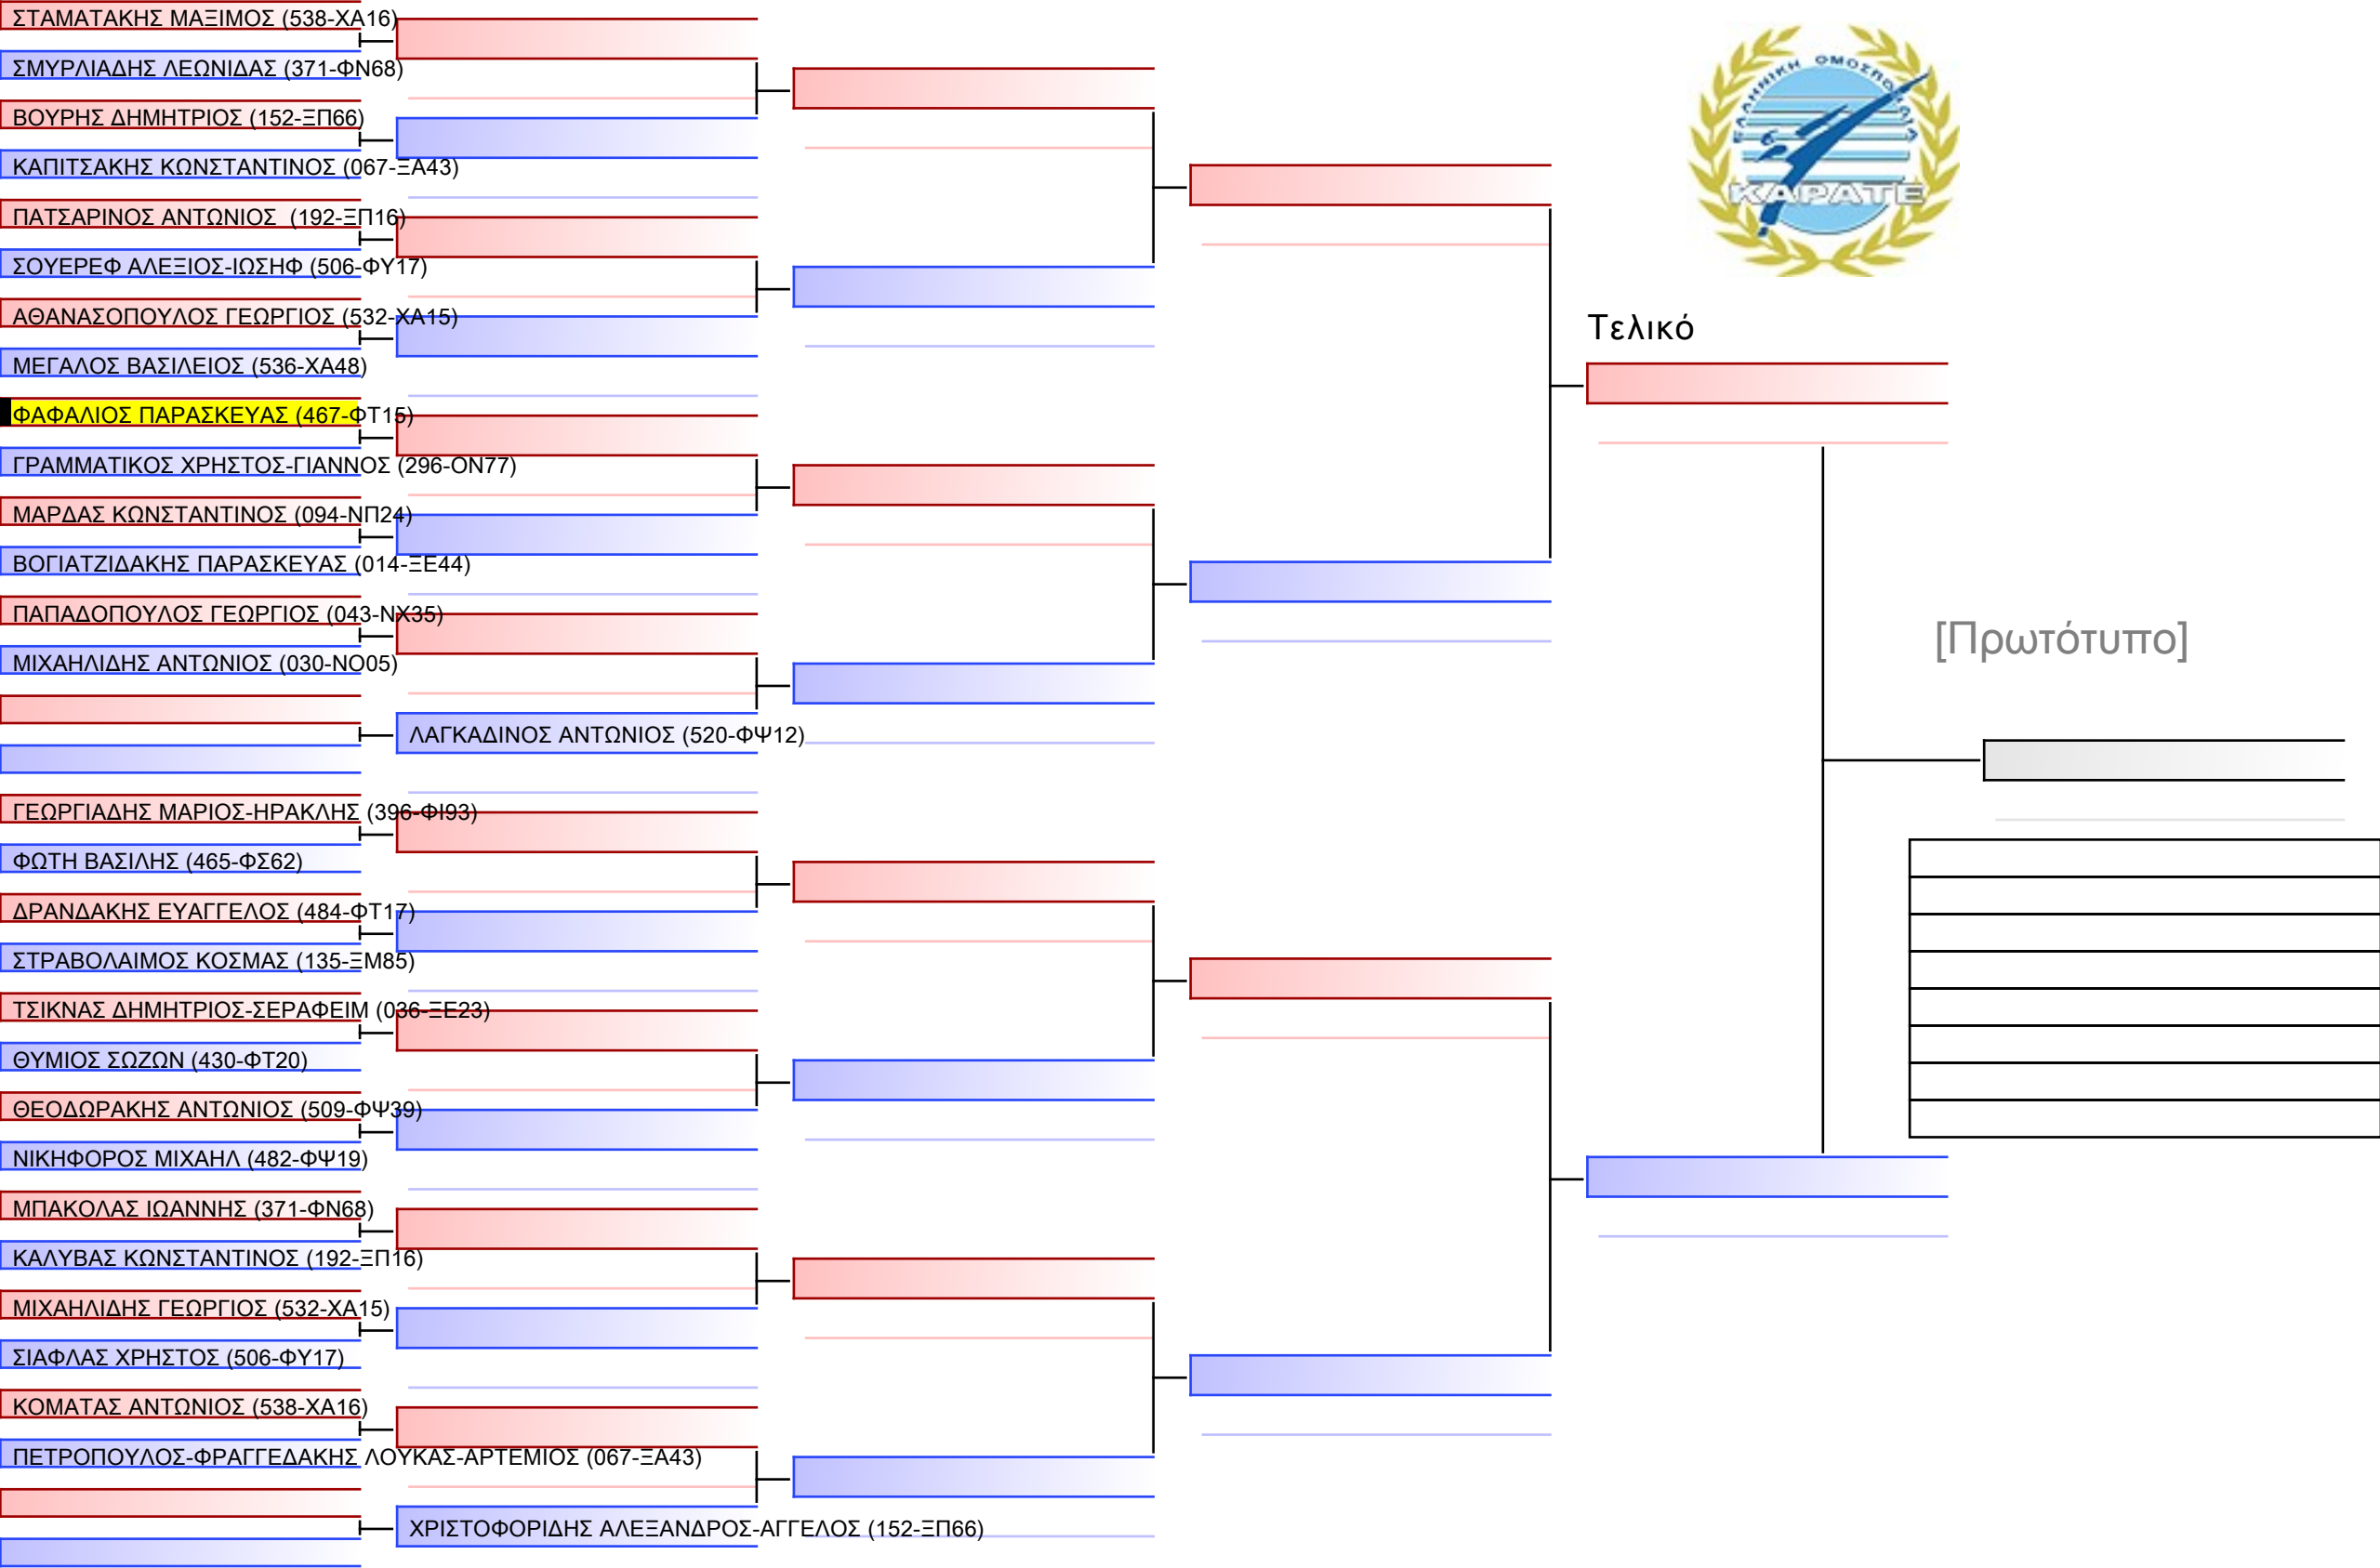 ΣΤΑΜΑΤΑΚΗΣ ΜΑΞΙΜΟΣ (538-ΧΑ16)
ΣΜΥΡΛΙΑΔΗΣ ΛΕΩΝΙΔΑΣ (371-ΦΝ68)
ΒΟΥΡΗΣ ΔΗΜΗΤΡΙΟΣ (152-ΞΠ66)
ΚΑΠΙΤΣΑΚΗΣ ΚΩΝΣΤΑΝΤΙΝΟΣ (067-ΞΑ43)
ΠΑΤΣΑΡΙΝΟΣ ΑΝΤΩΝΙΟΣ (192-ΞΠ16)
ΣΟΥΕΡΕΦ ΑΛΕΞΙΟΣ-ΙΩΣΗΦ (506-ΦΥ17)
ΑΘΑΝΑΣΟΠΟΥΛΟΣ ΓΕΩΡΓΙΟΣ (532-ΧΑ15)
ΜΕΓΑΛΟΣ ΒΑΣΙΛΕΙΟΣ (536-ΧΑ48)
ΦΑΦΑΛΙΟΣ ΠΑΡΑΣΚΕΥΑΣ (467-ΦΤ15)
ΓΡΑΜΜΑΤΙΚΟΣ ΧΡΗΣΤΟΣ-ΓΙΑΝΝΟΣ (296-ΟΝ77)
ΜΑΡΔΑΣ ΚΩΝΣΤΑΝΤΙΝΟΣ (094-ΝΠ24)
ΒΟΓΙΑΤΖΙΔΑΚΗΣ ΠΑΡΑΣΚΕΥΑΣ (014-ΞΕ44)
ΠΑΠΑΔΟΠΟΥΛΟΣ ΓΕΩΡΓΙΟΣ (043-ΝΧ35)
ΜΙΧΑΗΛΙΔΗΣ ΑΝΤΩΝΙΟΣ (030-ΝΟ05)
ΛΑΓΚΑΔΙΝΟΣ ΑΝΤΩΝΙΟΣ (520-ΦΨ12)
ΓΕΩΡΓΙΑΔΗΣ ΜΑΡΙΟΣ-ΗΡΑΚΛΗΣ (396-ΦΙ93)
ΦΩΤΗ ΒΑΣΙΛΗΣ (465-ΦΣ62)
ΔΡΑΝΔΑΚΗΣ ΕΥΑΓΓΕΛΟΣ (484-ΦΤ17)
ΣΤΡΑΒΟΛΑΙΜΟΣ ΚΟΣΜΑΣ (135-ΞΜ85)
ΤΣΙΚΝΑΣ ΔΗΜΗΤΡΙΟΣ-ΣΕΡΑΦΕΙΜ (036-ΞΕ23)
ΘΥΜΙΟΣ ΣΩΖΩΝ (430-ΦΤ20)
ΘΕΟΔΩΡΑΚΗΣ ΑΝΤΩΝΙΟΣ (509-ΦΨ39)
ΝΙΚΗΦΟΡΟΣ ΜΙΧΑΗΛ (482-ΦΨ19)
ΜΠΑΚΟΛΑΣ ΙΩΑΝΝΗΣ (371-ΦΝ68)
ΚΑΛΥΒΑΣ ΚΩΝΣΤΑΝΤΙΝΟΣ (192-ΞΠ16)
ΜΙΧΑΗΛΙΔΗΣ ΓΕΩΡΓΙΟΣ (532-ΧΑ15)
ΣΙΑΦΛΑΣ ΧΡΗΣΤΟΣ (506-ΦΥ17)
ΚΟΜΑΤΑΣ ΑΝΤΩΝΙΟΣ (538-ΧΑ16)
ΠΕΤΡΟΠΟΥΛΟΣ-ΦΡΑΓΓΕΔΑΚΗΣ ΛΟΥΚΑΣ-ΑΡΤΕΜΙΟΣ (067-ΞΑ43)
ΧΡΙΣΤΟΦΟΡΙΔΗΣ ΑΛΕΞΑΝΔΡΟΣ-ΑΓΓΕΛΟΣ (152-ΞΠ66)
ΕΛΛΗΝΙΚΗ ΟΜΟΣΠΟΝΔΙΑ
ΚΑΡΑΤΕ
Τελικό
[Πρωτότυπο]